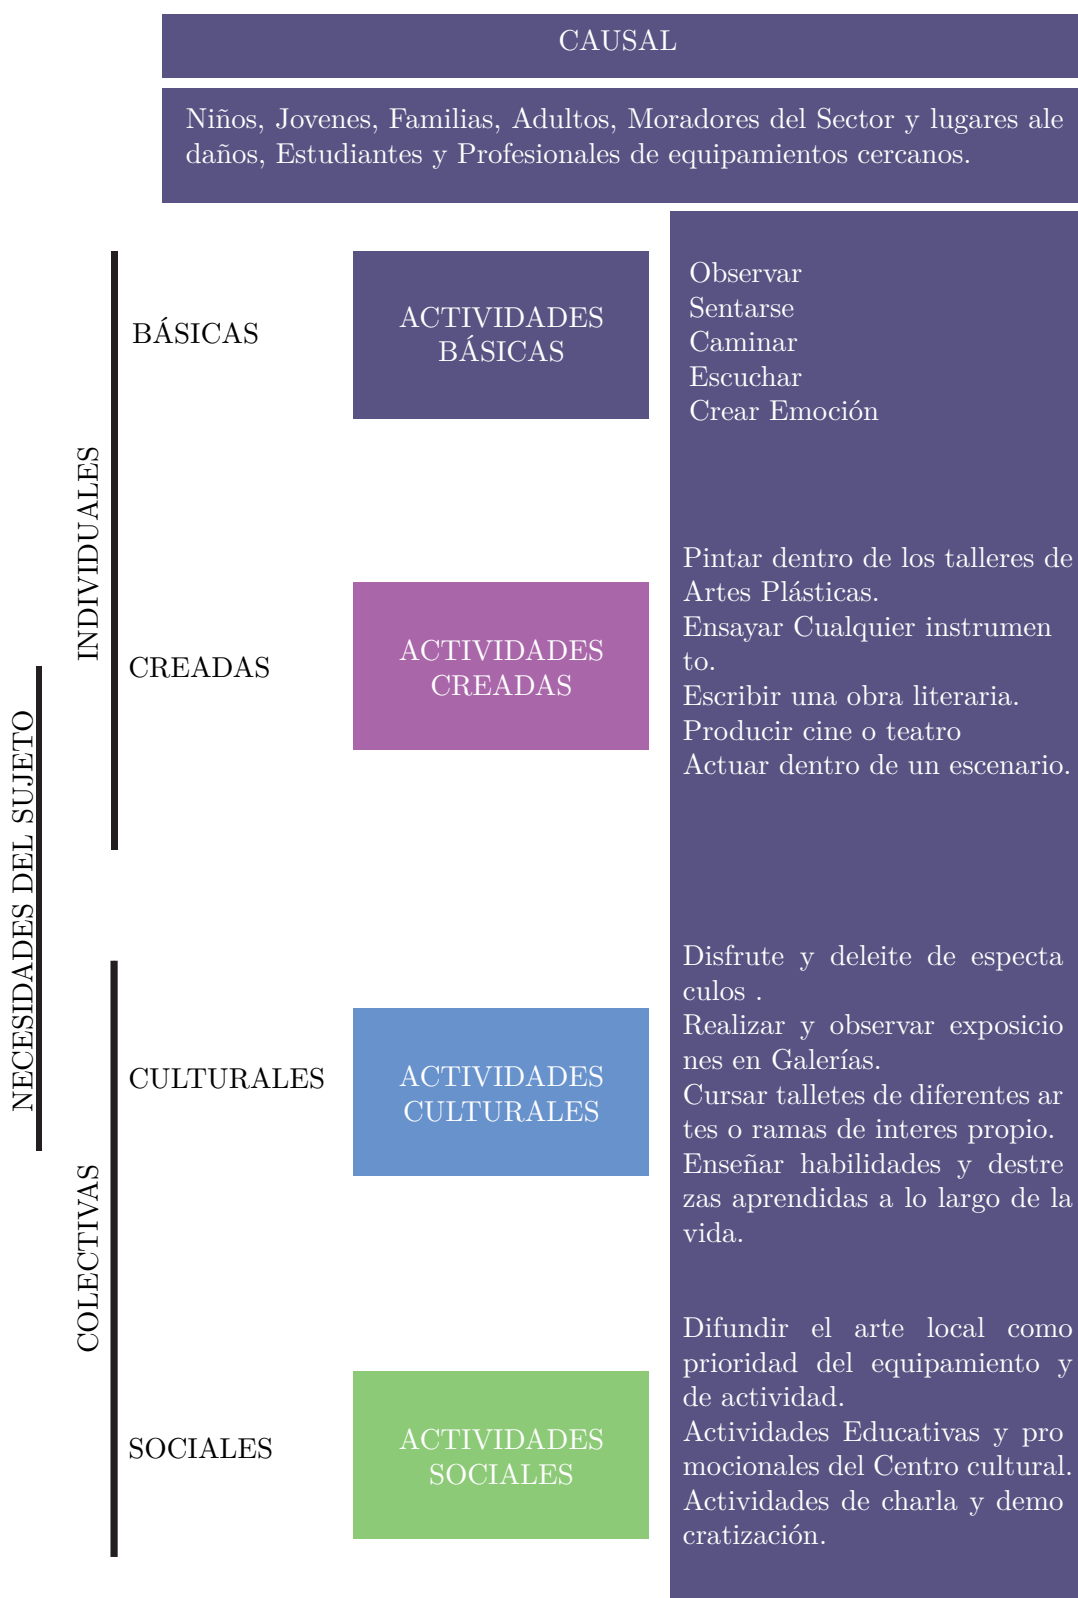 CAUSAL
Niños, Jovenes, Familias, Adultos, Moradores del Sector y lugares ale
daños, Estudiantes y Profesionales de equipamientos cercanos.
NECESIDADES DEL SUJETO
INDIVIDUALES
BÁSICAS
ACTIVIDADES
BÁSICAS
Observar
Sentarse
Caminar
Escuchar
Crear Emoción
CREADAS
ACTIVIDADES
CREADAS
Pintar dentro de los talleres de
Artes Plásticas.
Ensayar Cualquier instrumen
to.
Escribir una obra literaria.
Producir cine o teatro
Actuar dentro de un escenario.
COLECTIVAS
CULTURALES
ACTIVIDADES
CULTURALES
Disfrute y deleite de especta
culos .
Realizar y observar exposicio
nes en Galerías.
Cursar talletes de diferentes ar
tes o ramas de interes propio.
Enseñar habilidades y destre
zas aprendidas a lo largo de la
vida.
SOCIALES
ACTIVIDADES
SOCIALES
Difundir el arte local como
prioridad del equipamiento y
de actividad.
Actividades Educativas y pro
mocionales del Centro cultural.
Actividades de charla y demo
cratización.